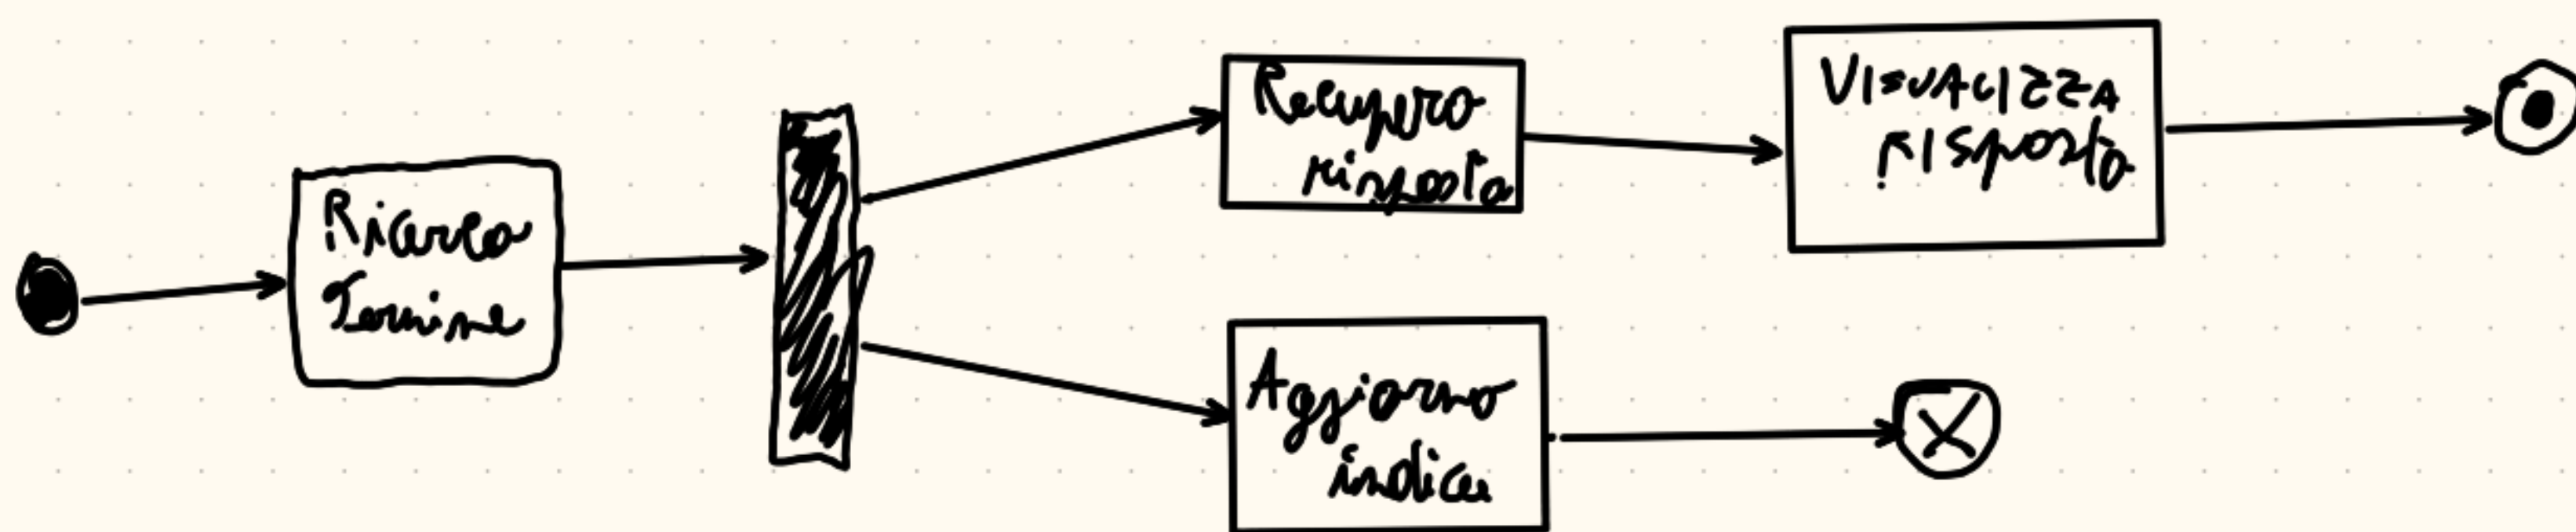 Ricerca
Termine
Recupero
risposta
VISUALIZZA
RISposta
Aggiorno
indice